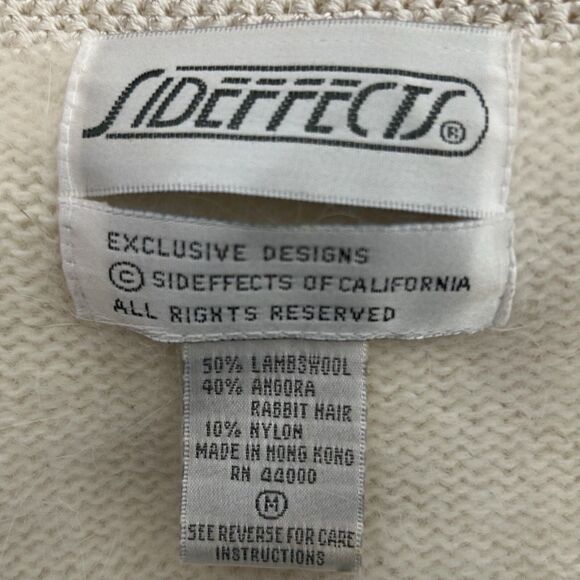 SIDEFFECTS®
EXCLUSIVE DESIGNS
© SIDEFFECTS OF CALIFORNIA
ALL RIGHTS RESERVED
50% LAMBSWOOL
40% ANGORA
RABBIT HAIR
10% NYLON
MADE IN HONG KONG
RN 44000
M
SEE REVERSE FOR CARE
INSTRUCTIONS